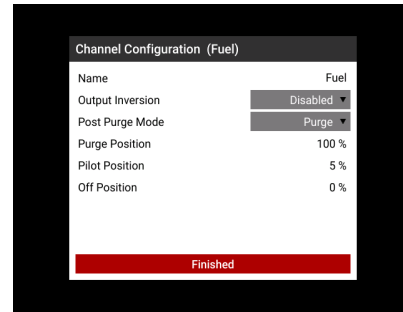 Channel Configuration (Fuel)
Name Fuel
Output Inversion Disabled
Post Purge Mode Purge
Purge Position 100 %
Pilot Position 5 %
Off Position 0 %
Finished